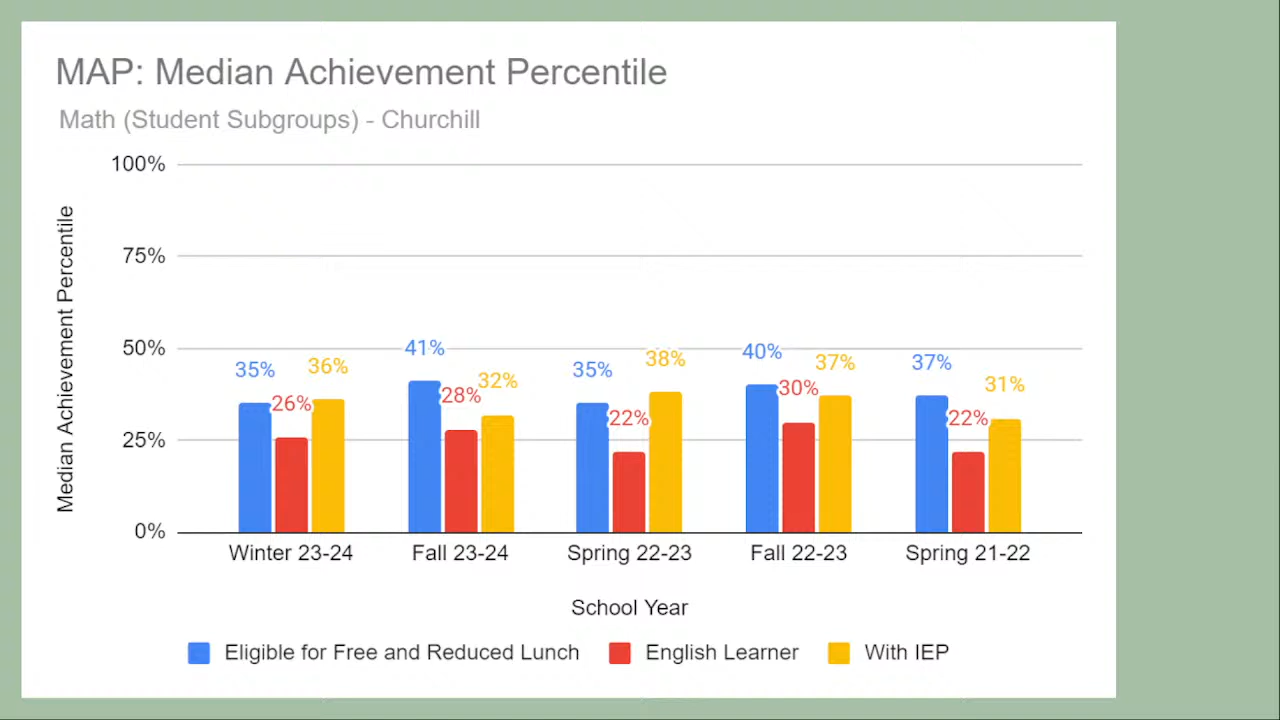 MAP: Median Achievement Percentile
Math (Student Subgroups) - Churchill
Median Achievement Percentile
100%
75%
50%
25%
0%
35% 26% 36%
41% 28% 32%
35% 22% 38%
40% 30% 37%
37% 22% 31%
Winter 23-24 Fall 23-24 Spring 22-23 Fall 22-23 Spring 21-22
School Year
Eligible for Free and Reduced Lunch English Learner With IEP